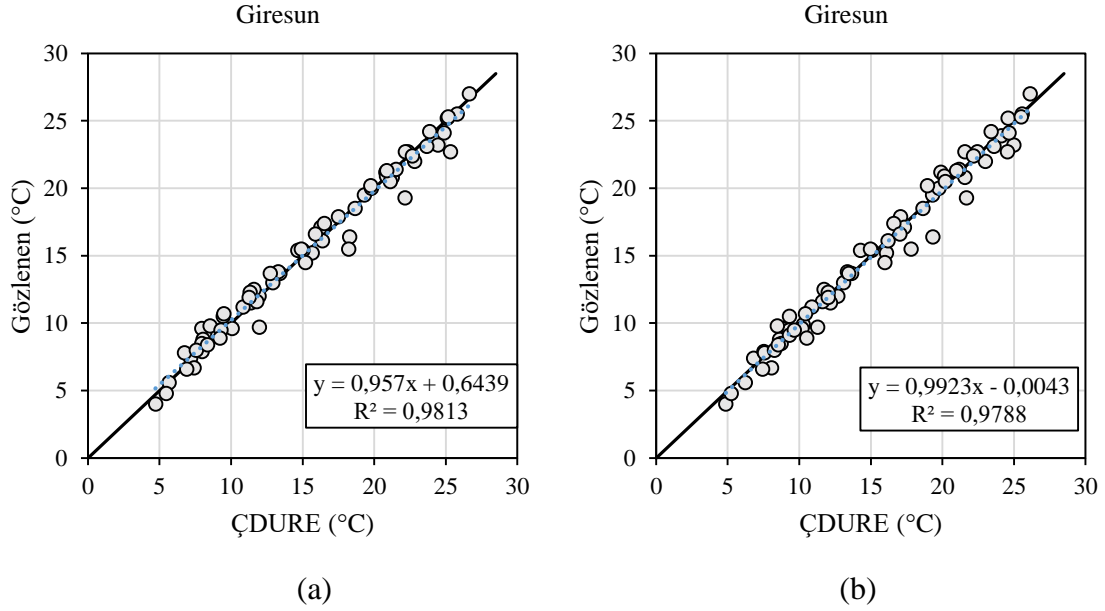 Giresun
30
25
20
15
10
5
0
Gözlenen (°C)
y = 0,957x + 0,6439
R² = 0,9813
0 5 10 15 20 25 30
ÇDURE (°C)
(a)
Giresun
30
25
20
15
10
5
0
Gözlenen (°C)
y = 0,9923x - 0,0043
R² = 0,9788
0 5 10 15 20 25 30
ÇDURE (°C)
(b)